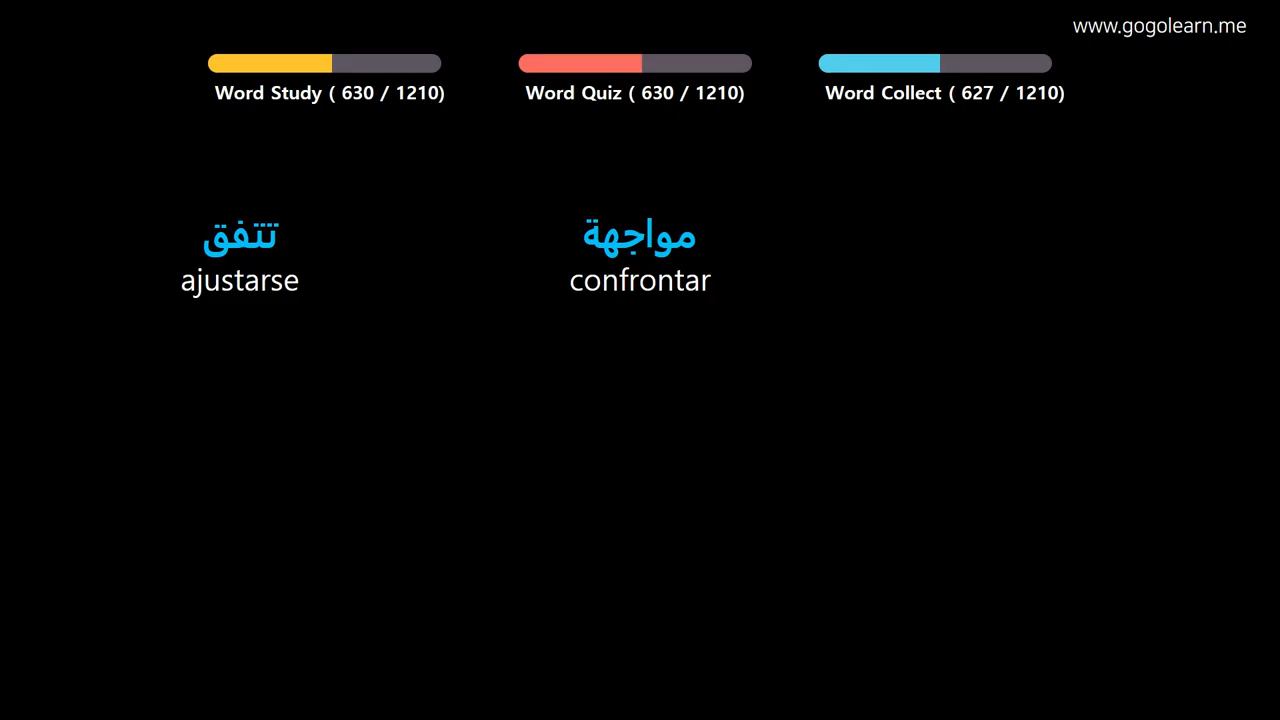 www.gogolearn.me
Word Study ( 630 / 1210)
Word Quiz ( 630 / 1210)
Word Collect ( 627 / 1210)
تتفق
ajustarse
مواجهة
confrontar